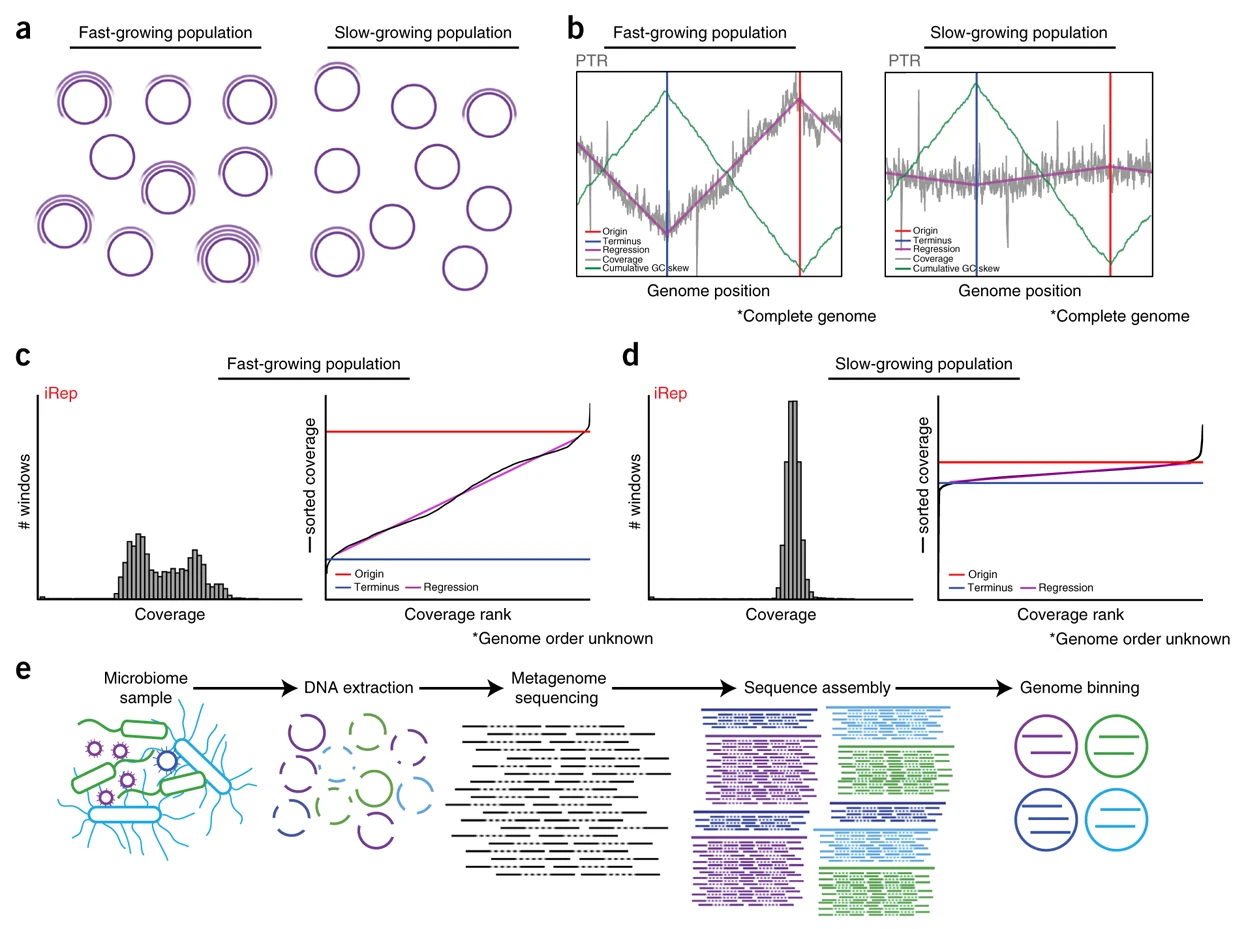 a
Fast-growing population
Slow-growing population
b
Fast-growing population
PTR
Origin
Terminus
Regression
Coverage
Cumulative GC skew
Genome position
*Complete genome
Slow-growing population
PTR
Origin
Terminus
Regression
Coverage
Cumulative GC skew
Genome position
*Complete genome
c
Fast-growing population
iRep
# windows
Coverage
sorted coverage
Origin
Terminus
Regression
Coverage rank
*Genome order unknown
d
Slow-growing population
iRep
# windows
Coverage
sorted coverage
Origin
Terminus
Regression
Coverage rank
*Genome order unknown
e
Microbiome
sample
DNA extraction
Metagenome
sequencing
Sequence assembly
Genome binning